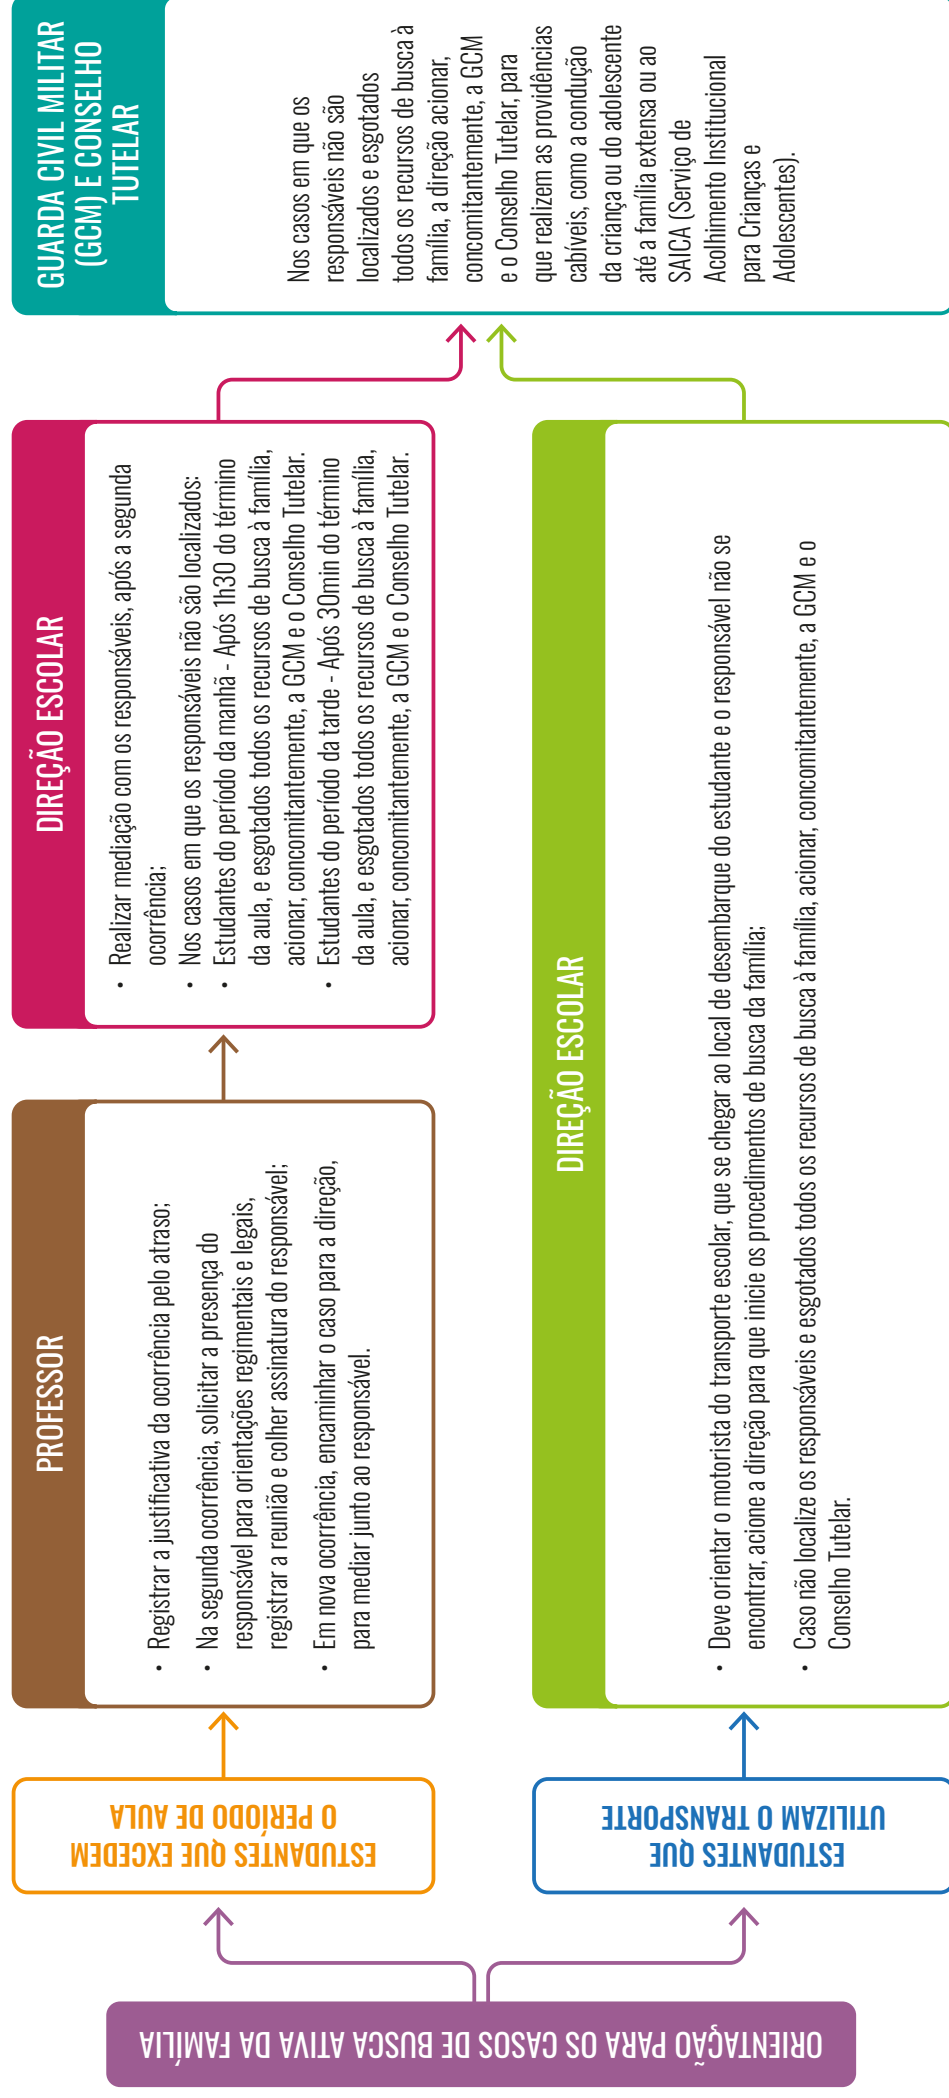 ORIENTAÇÃO PARA OS CASOS DE BUSCA ATIVA DA FAMÍLIA
ESTUDANTES QUE EXCEDEM
O PERÍODO DE AULA
PROFESSOR
• Registrar a justificativa da ocorrência pelo atraso;
• Na segunda ocorrência, solicitar a presença do
responsável para orientações regimentais e legais,
registrar a reunião e colher assinatura do responsável;
• Em nova ocorrência, encaminhar o caso para a direção,
para mediar junto ao responsável.
DIREÇÃO ESCOLAR
• Realizar mediação com os responsáveis, após a segunda
ocorrência;
• Nos casos em que os responsáveis não são localizados:
• Estudantes do período da manhã - Após 1h30 do término
da aula, e esgotados todos os recursos de busca à família,
acionar, concomitantemente, a GCM e o Conselho Tutelar.
• Estudantes do período da tarde - Após 30min do término
da aula, e esgotados todos os recursos de busca à família,
acionar, concomitantemente, a GCM e o Conselho Tutelar.
ESTUDANTES QUE
UTILIZAM O TRANSPORTE
DIREÇÃO ESCOLAR
• Deve orientar o motorista do transporte escolar, que se chegar ao local de desembarque do estudante e o responsável não se
encontrar, acione a direção para que inicie os procedimentos de busca da família;
• Caso não localize os responsáveis e esgotados todos os recursos de busca à família, acionar, concomitantemente, a GCM e o
Conselho Tutelar.
GUARDA CIVIL MILITAR
(GCM) E CONSELHO
TUTELAR
Nos casos em que os
responsáveis não são
localizados e esgotados
todos os recursos de busca à
família, a direção acionar,
concomitantemente, a GCM
e o Conselho Tutelar, para
que realizem as providências
cabíveis, como a condução
da criança ou do adolescente
até a família extensa ou ao
SAICA (Serviço de
Acolhimento Institucional
para Crianças e
Adolescentes).